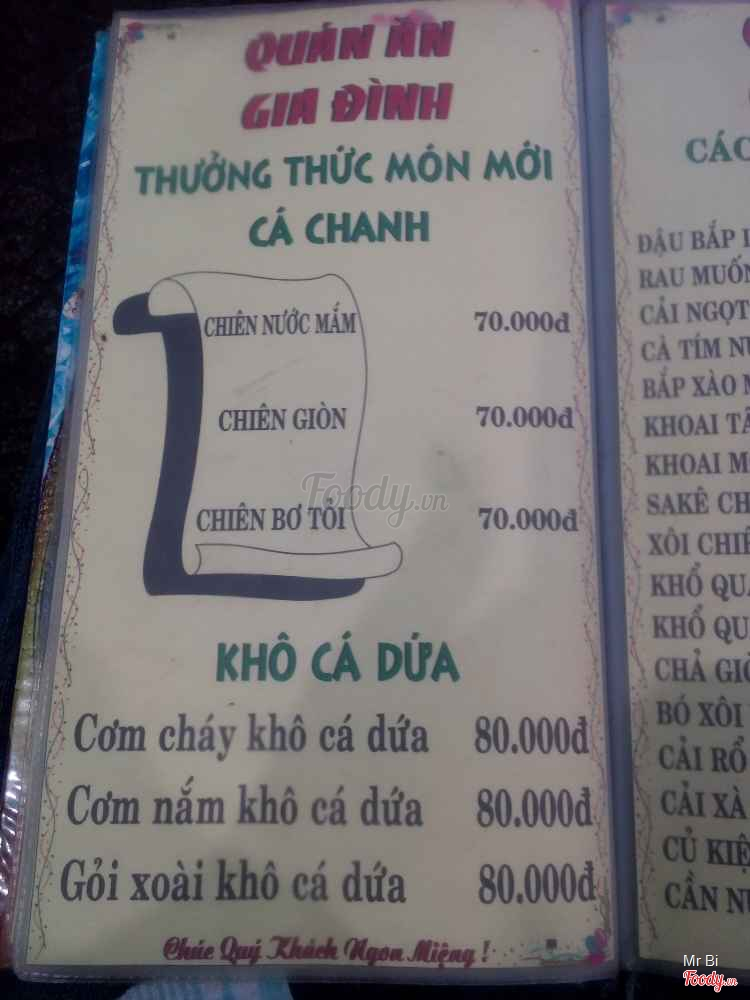 QUÁN ĂN
GIA ĐÌNH
THƯỞNG THỨC MÓN MỚI
CÁ CHANH
CHIÊN NƯỚC MẮM 70.000đ
CHIÊN GIÒN 70.000đ
CHIÊN BƠ TỎI 70.000đ
Foody.vn
KHÔ CÁ DỨA
Cơm cháy khô cá dứa 80.000đ
Cơm nắm khô cá dứa 80.000đ
Gỏi xoài khô cá dứa 80.000đ
Chúc Quý Khách Ngon Miệng !
CÁC
ĐẬU BẮP
RAU MUỐN
CẢI NGỌT
CÀ TÍM
BẮP XÀO
KHOAI
KHOAI
SAKÊ
XÔI
KHỔ
KHỔ
CHẢ
BÓ XÔI
CẢI RỔ
CẢI XÀ
CỦ KIỆ
CẦN
Mr Bi
Foody.vn